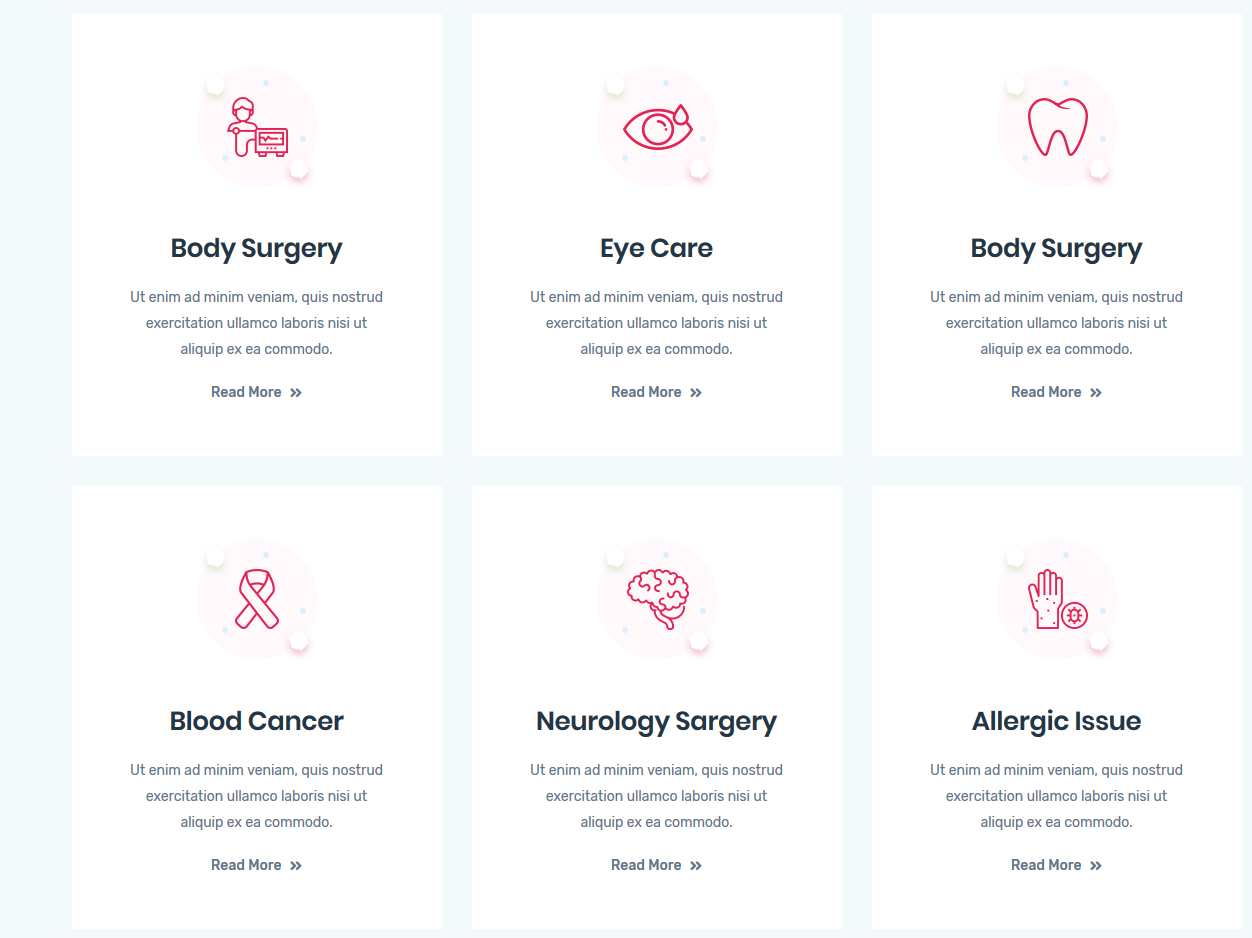 Body Surgery
Ut enim ad minim veniam, quis nostrud
exercitation ullamco laboris nisi ut
aliquip ex ea commodo.
Read More
Eye Care
Ut enim ad minim veniam, quis nostrud
exercitation ullamco laboris nisi ut
aliquip ex ea commodo.
Read More
Body Surgery
Ut enim ad minim veniam, quis nostrud
exercitation ullamco laboris nisi ut
aliquip ex ea commodo.
Read More
Blood Cancer
Ut enim ad minim veniam, quis nostrud
exercitation ullamco laboris nisi ut
aliquip ex ea commodo.
Read More
Neurology Sargery
Ut enim ad minim veniam, quis nostrud
exercitation ullamco laboris nisi ut
aliquip ex ea commodo.
Read More
Allergic Issue
Ut enim ad minim veniam, quis nostrud
exercitation ullamco laboris nisi ut
aliquip ex ea commodo.
Read More